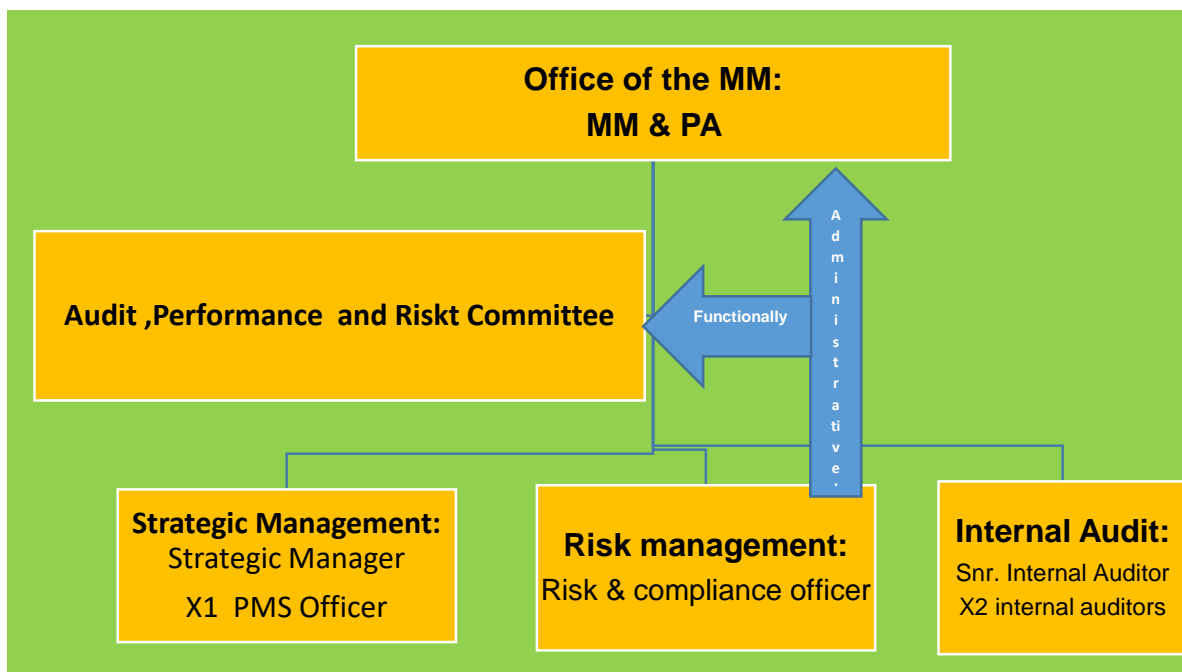 Office of the MM:
MM & PA
Audit ,Performance  and Riskt Committee
Functionally
Administrative
Strategic Management:
Strategic Manager
X1  PMS Officer
Risk management:
Risk & compliance officer
Internal Audit:
Snr. Internal Auditor
X2 internal auditors